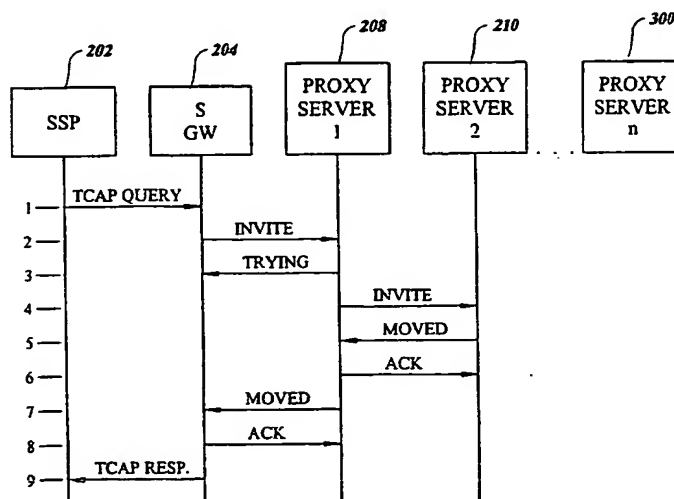 202
204
208
210
300
SSP
S
GW
PROXY
SERVER
1
PROXY
SERVER
2
. . . .
PROXY
SERVER
n
1
TCAP QUERY
2
INVITE
3
TRYING
4
INVITE
5
MOVED
6
ACK
7
MOVED
8
ACK
9
TCAP RESP.